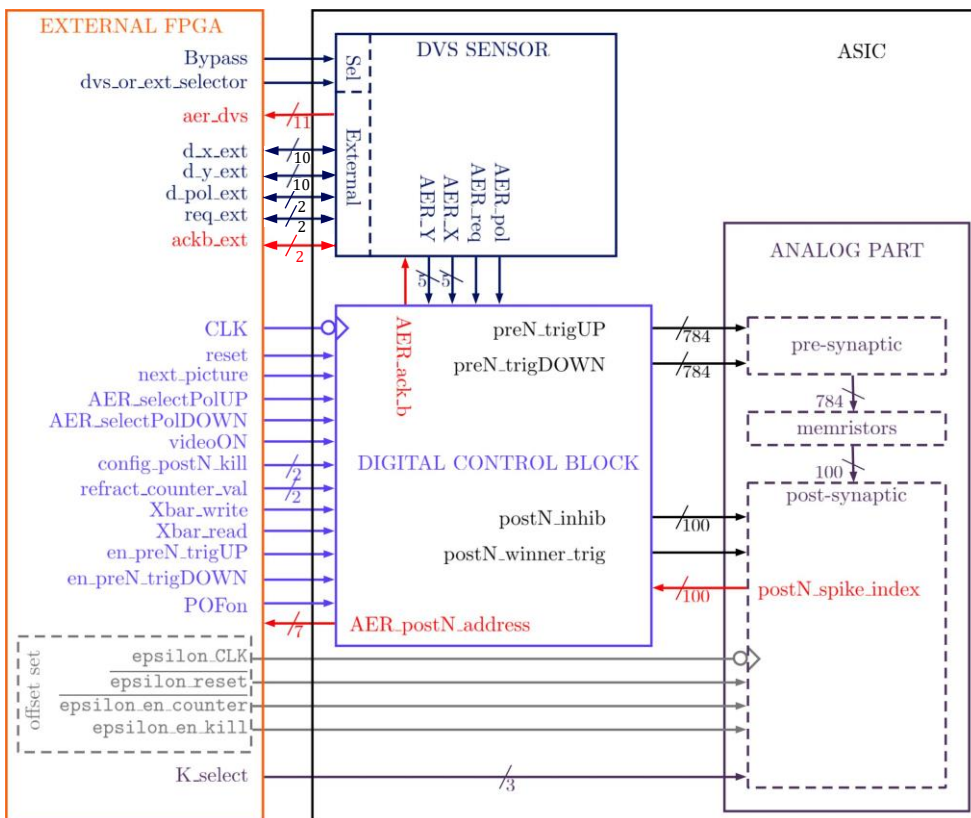 EXTERNAL FPGA
ASIC
DVS SENSOR
Sel
External
Bypass
dvs_or_ext_selector
aer_dvs
11
d_x_ext
10
d_y_ext
10
d_pol_ext
2
req_ext
2
ackb_ext
2
AER_Y
AER_X
AER_req
AER_pol
5
5
ANALOG PART
CLK
reset
next_picture
AER_selectPolUP
AER_selectPolDOWN
videoON
config_postN_kill
2
refract_counter_val
2
Xbar_write
Xbar_read
en_preN_trigUP
en_preN_trigDOWN
POFon
7
AER_ack_b
preN_trigUP
784
preN_trigDOWN
784
DIGITAL CONTROL BLOCK
postN_inhib
100
postN_winner_trig
100
AER_postN_address
pre-synaptic
784
memristors
100
post-synaptic
postN_spike_index
offset set
epsilon_CLK
epsilon_reset
epsilon_en_counter
epsilon_en_kill
K_select
3